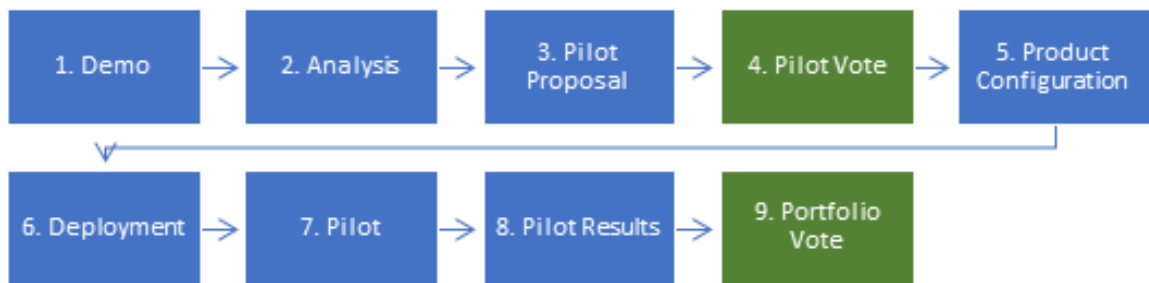 1. Demo
2. Analysis
3. Pilot
Proposal
4. Pilot Vote
5. Product
Configuration
6. Deployment
7. Pilot
8. Pilot Results
9. Portfolio
Vote